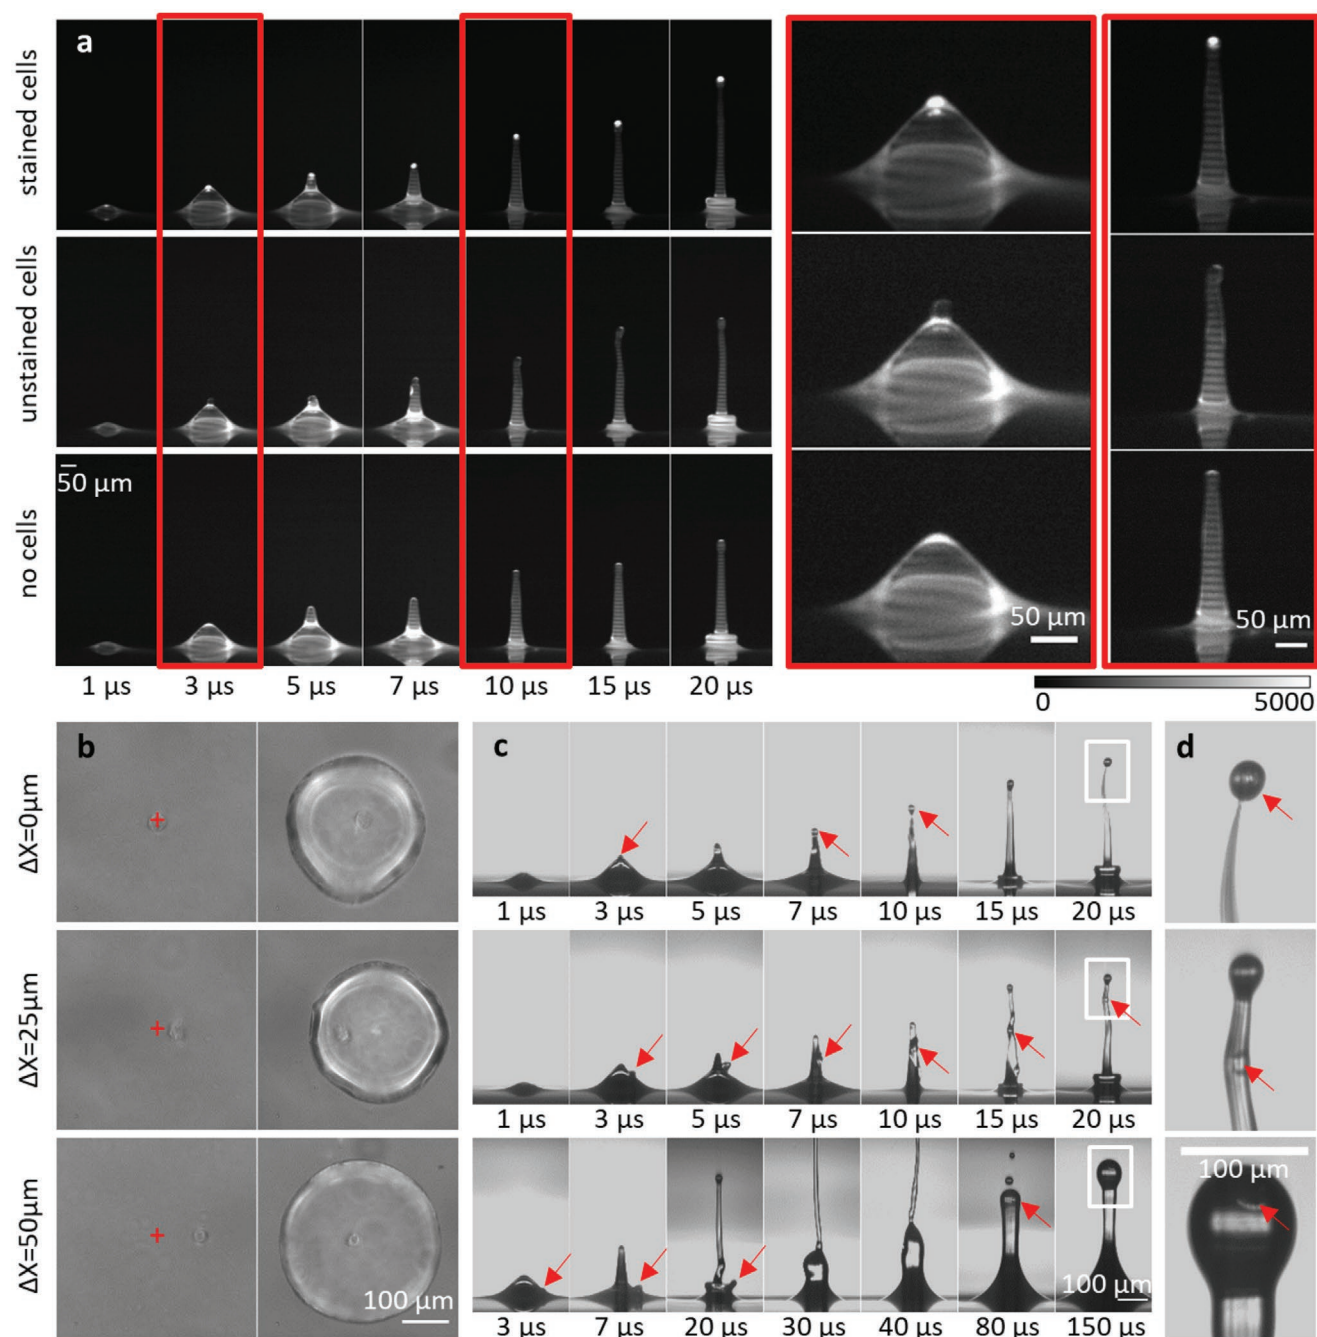 a
stained cells
unstained cells
no cells
50 µm
50 µm
50 µm
1 µs 3 µs 5 µs 7 µs 10 µs 15 µs 20 µs
0 5000
b
c
d
ΔX=0µm
1 µs 3 µs 5 µs 7 µs 10 µs 15 µs 20 µs
ΔX=25µm
1 µs 3 µs 5 µs 7 µs 10 µs 15 µs 20 µs
ΔX=50µm
100 µm
100 µm
100 µm
3 µs 7 µs 20 µs 30 µs 40 µs 80 µs 150 µs